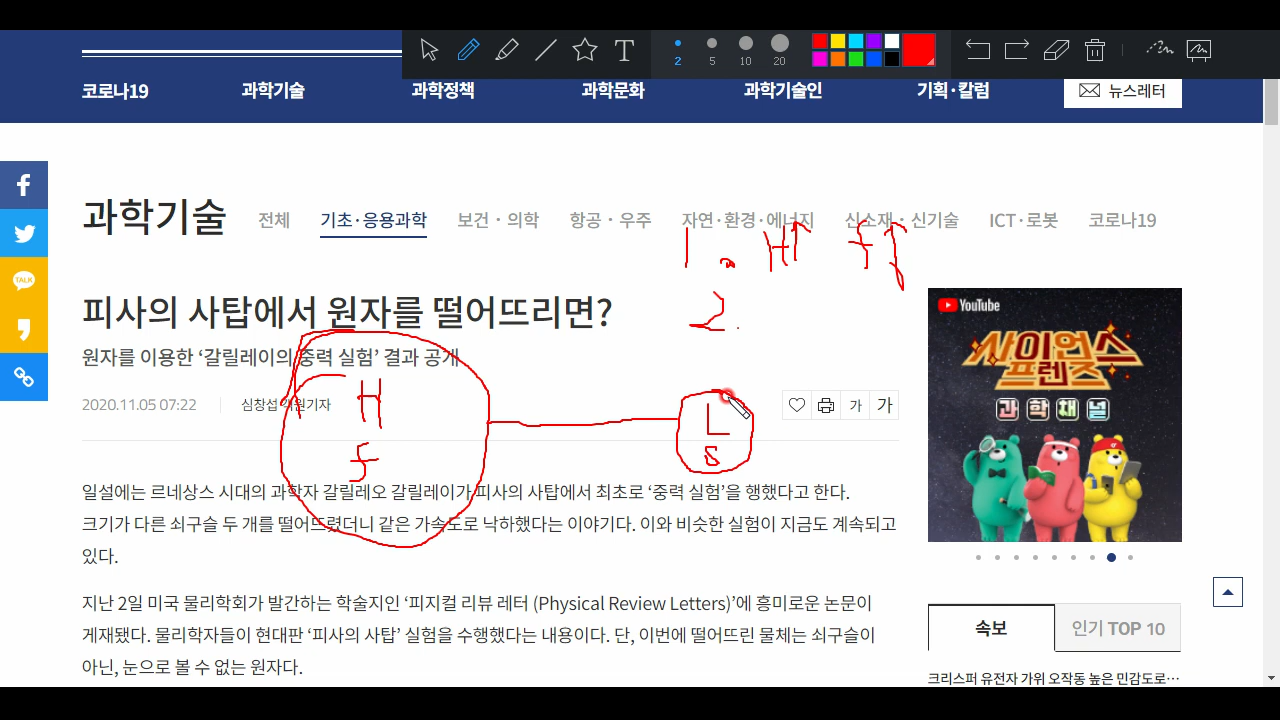 T
2 5 10 20
코로나19 과학기술 과학정책 과학문화 과학기술인 기획·칼럼 뉴스레터
과학기술 전체 기초·응용과학 보건·의학 항공·우주 자연·환경·에너지 신소재·신기술 ICT·로봇 코로나19
1. H↑
2.
피사의 사탑에서 원자를 떨어뜨리면?
원자를 이용한 ‘갈릴레이의 중력 실험’ 결과 공개
2020.11.05 07:22 심창섭 객원기자 가 가
H
L
일설에는 르네상스 시대의 과학자 갈릴레오 갈릴레이가 피사의 사탑에서 최초로 ‘중력 실험’을 행했다고 한다.
크기가 다른 쇠구슬 두 개를 떨어뜨렸더니 같은 가속도로 낙하했다는 이야기다. 이와 비슷한 실험이 지금도 계속되고
있다.
지난 2일 미국 물리학회가 발간하는 학술지인 ‘피지컬 리뷰 레터 (Physical Review Letters)’에 흥미로운 논문이
게재됐다. 물리학자들이 현대판 ‘피사의 사탑’ 실험을 수행했다는 내용이다. 단, 이번에 떨어뜨린 물체는 쇠구슬이
아닌, 눈으로 볼 수 없는 원자다.
TALK
YouTube
사이언스
프렌즈
과학채널
속보 인기 TOP 10
크리스퍼 유전자 가위 오작동 높은 민감도로…